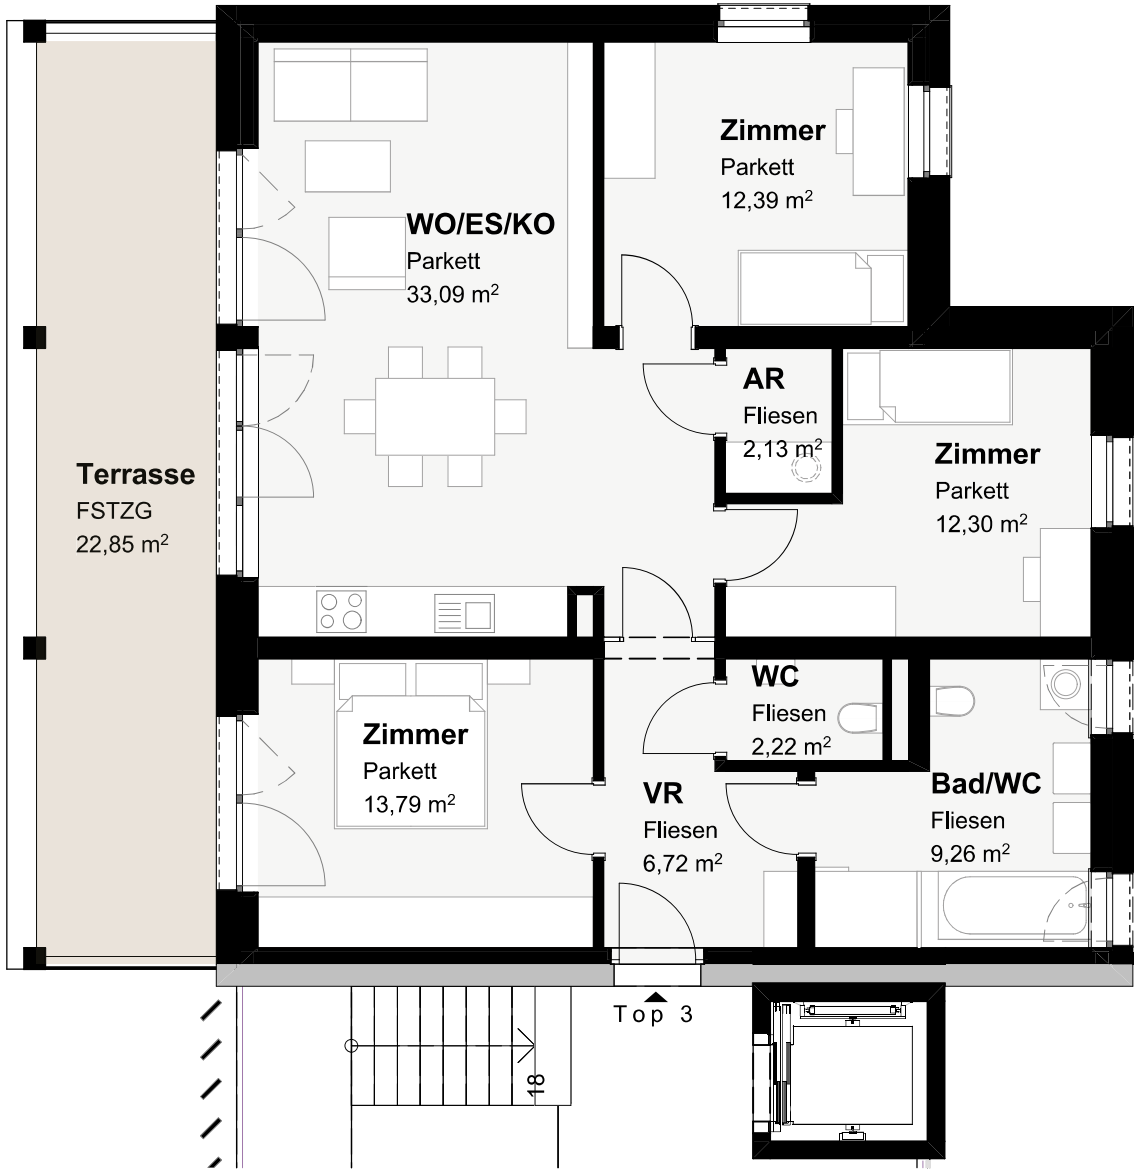 Zimmer
Parkett
12,39 m²
WO/ES/KO
Parkett
33,09 m²
AR
Fliesen
2,13 m²
Zimmer
Parkett
12,30 m²
Terrasse
FSTZG
22,85 m²
WC
Fliesen
2,22 m²
Zimmer
Parkett
13,79 m²
VR
Fliesen
6,72 m²
Bad/WC
Fliesen
9,26 m²
Top 3
18